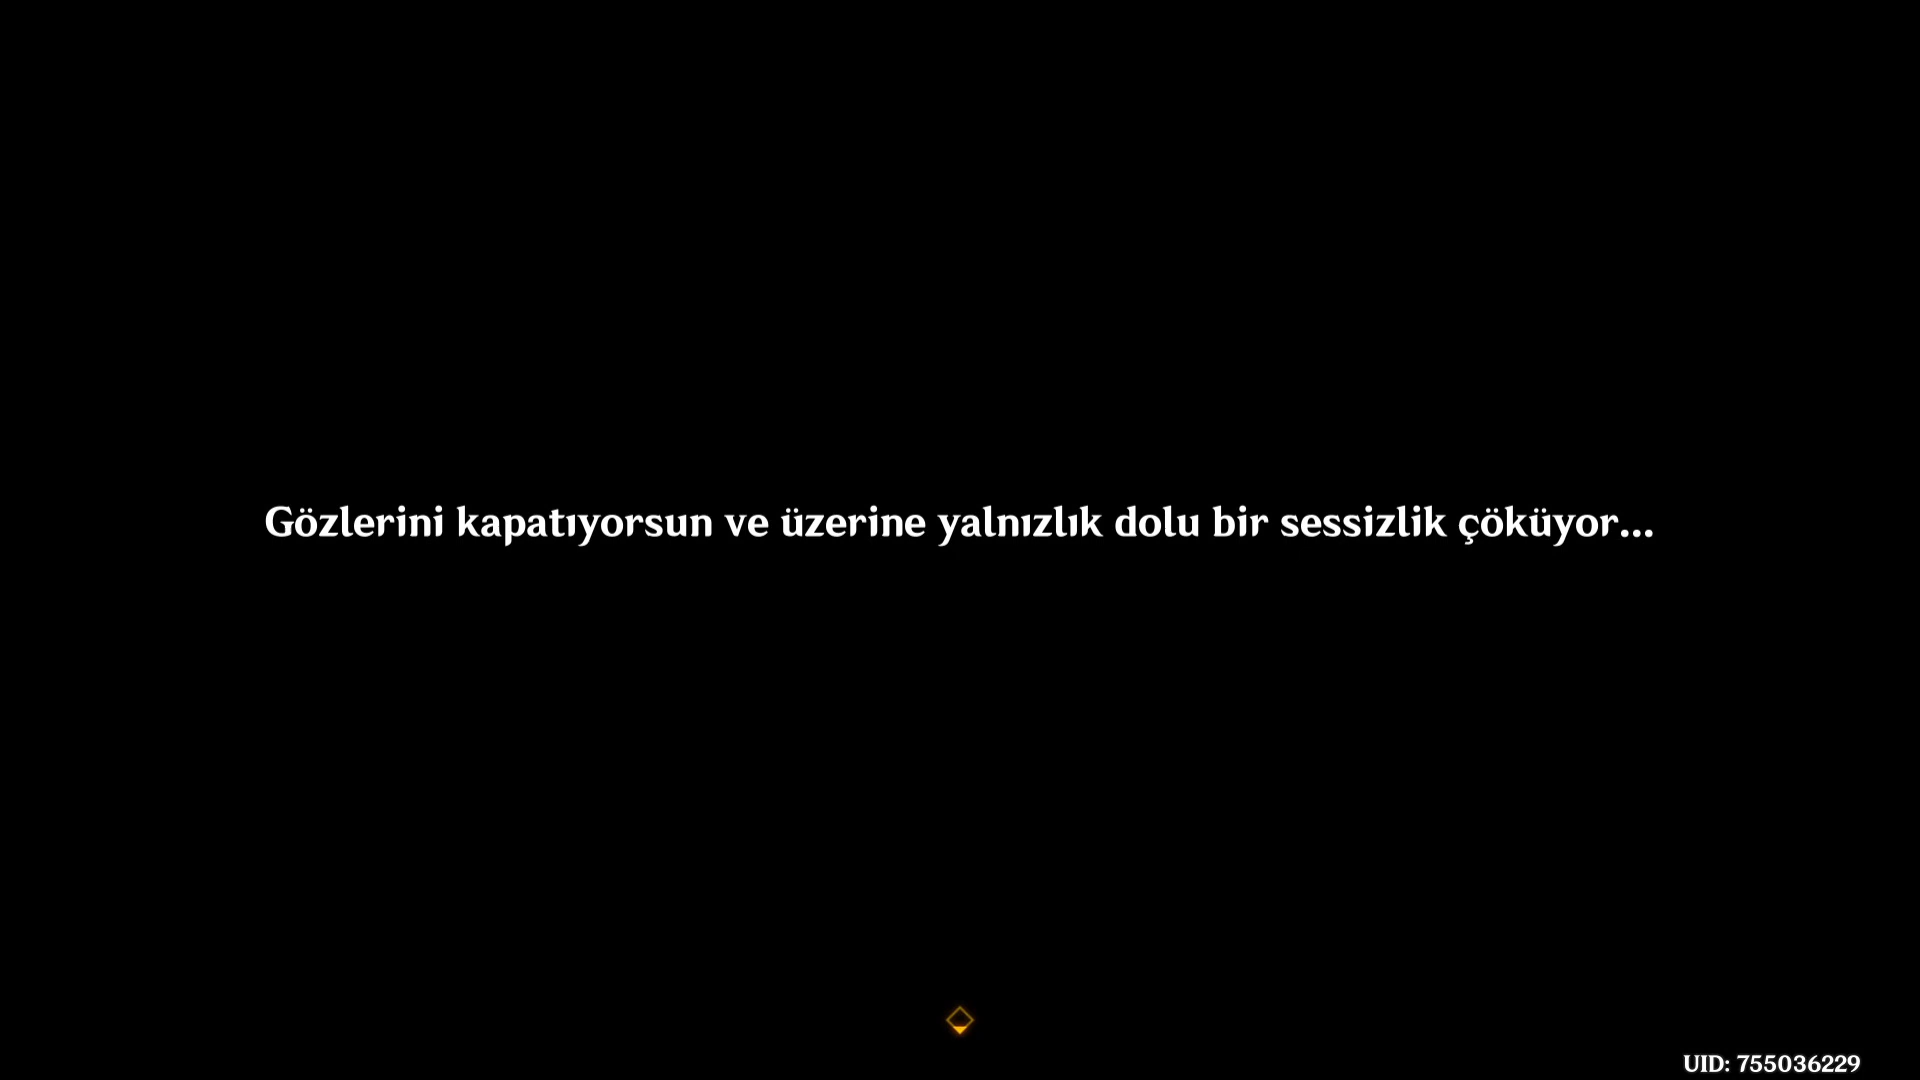 Gözlerini kapatıyorsun ve üzerine yalnızlık dolu bir sessizlik çöküyor...
UID: 755036229